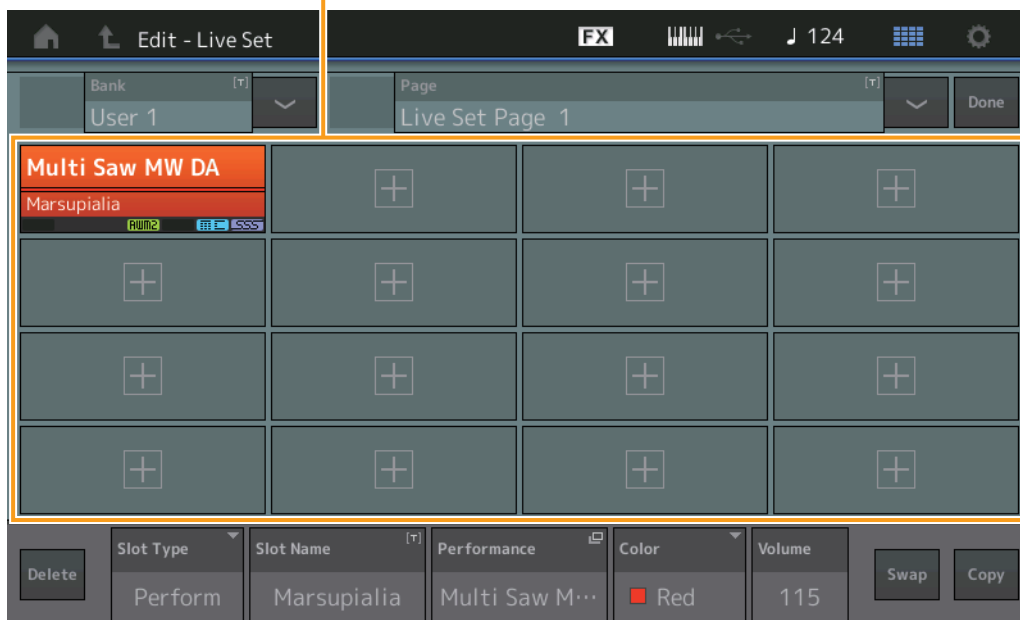 Edit - Live Set
FX
♩ 124
Bank
[T]
User 1
Page
[T]
Live Set Page 1
Done
Multi Saw MW DA
Marsupialia
AWM2
SSS
Delete
Slot Type
Perform
Slot Name
[T]
Marsupialia
Performance
Multi Saw M···
Color
Red
Volume
115
Swap
Copy